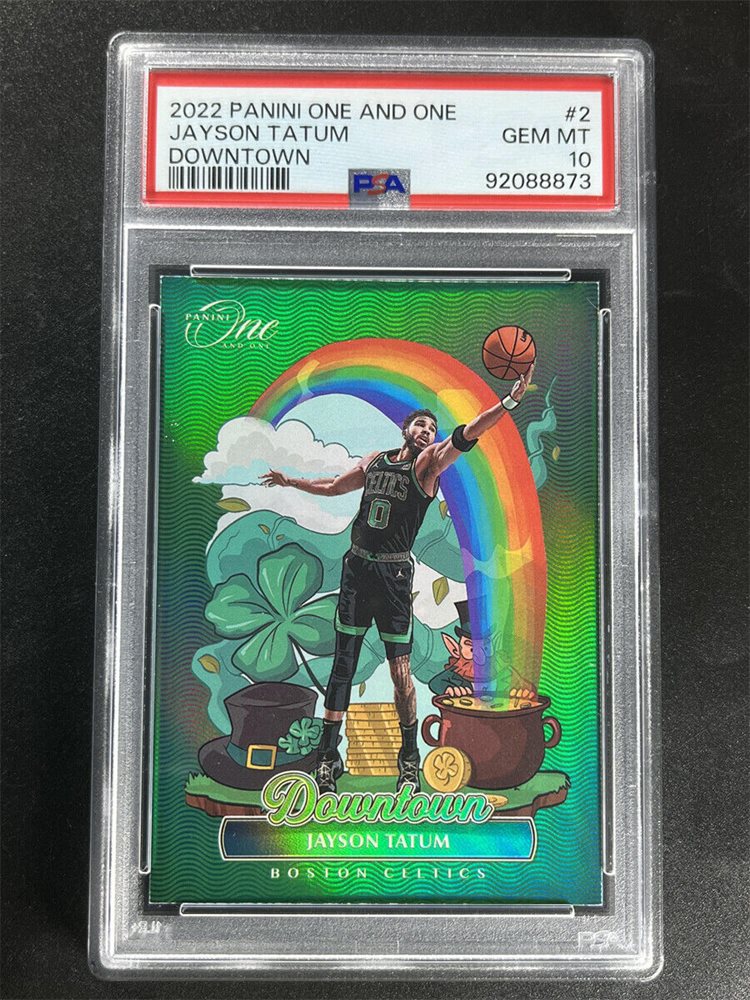 2022 PANINI ONE AND ONE #2
JAYSON TATUM GEM MT
DOWNTOWN 10
PSA 92088873
PANINI
One
AND ONE
CELTICS
0
Downtown
JAYSON TATUM
BOSTON CELTICS
PSA